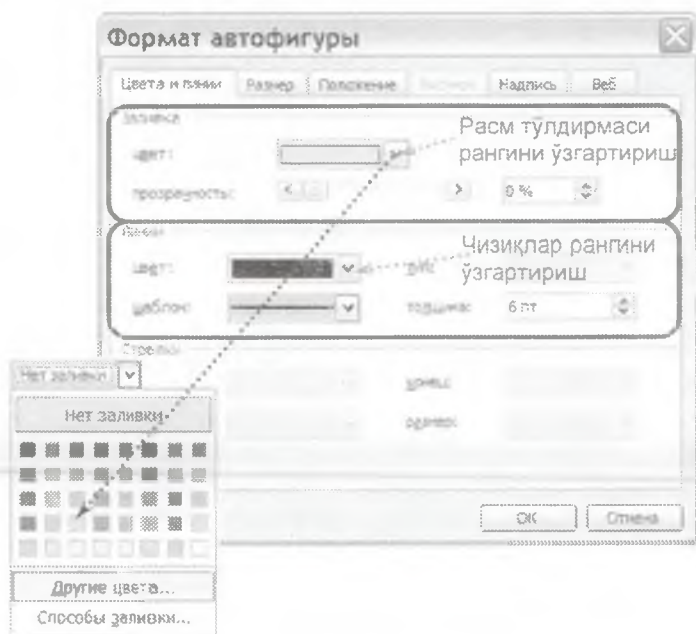 Формат автофигуры
Цвета и линии Размер Положение Надпись Веб
Заливка
цвет:
прозрачность: 0 %
Расм тўлдирмаси
рангини ўзгартириш
Линии
цвет:
шаблон: толщина: 6 пт
Чизиқлар рангини
ўзгартириш
Стрелки
конец:
размер:
Нет заливки
Нет заливки
Другие цвета...
Способы заливки...
OK Отмена